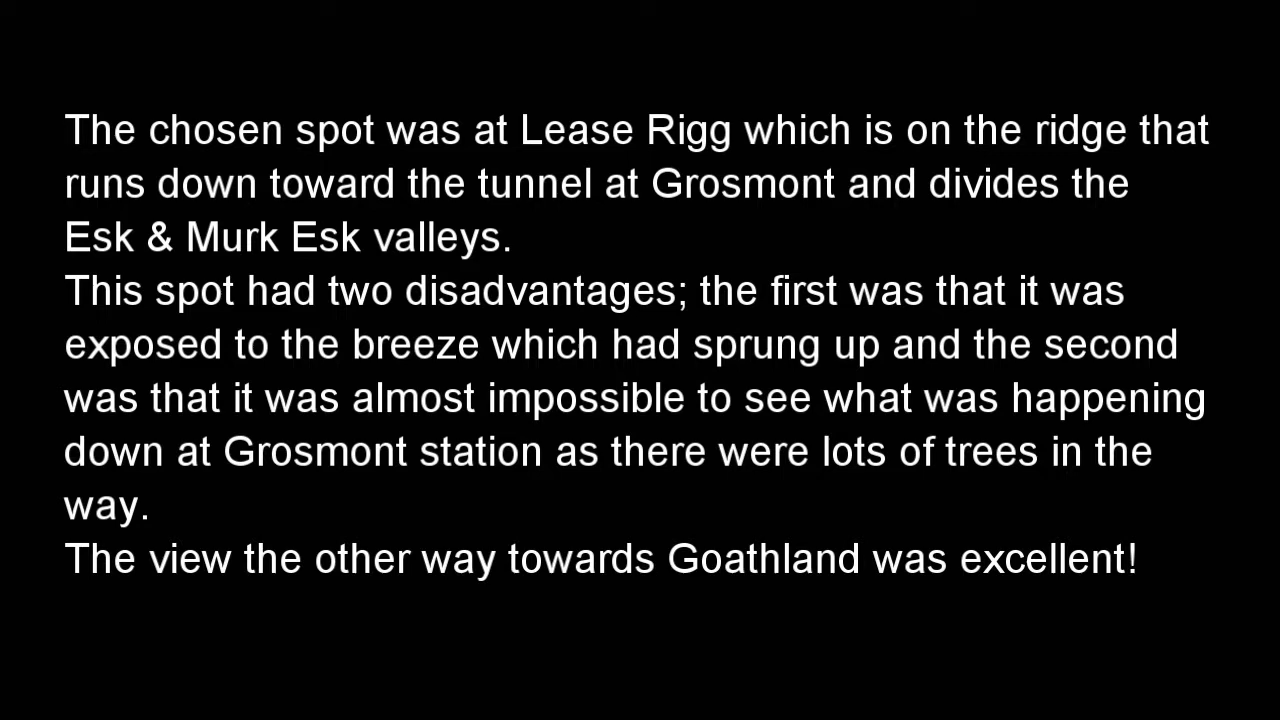 The chosen spot was at Lease Rigg which is on the ridge that
runs down toward the tunnel at Grosmont and divides the
Esk & Murk Esk valleys.
This spot had two disadvantages; the first was that it was
exposed to the breeze which had sprung up and the second
was that it was almost impossible to see what was happening
down at Grosmont station as there were lots of trees in the
way.
The view the other way towards Goathland was excellent!